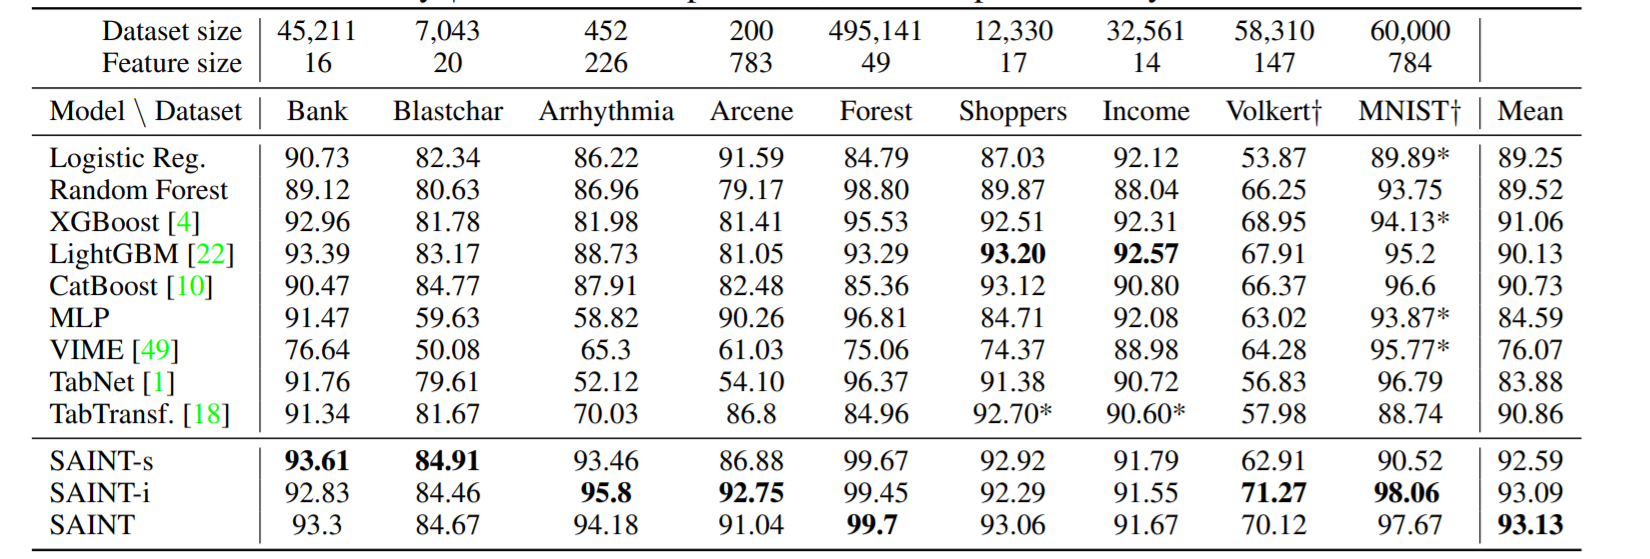 Dataset size 45,211 7,043 452 200 495,141 12,330 32,561 58,310 60,000
Feature size 16 20 226 783 49 17 14 147 784
Model \ Dataset Bank Blastchar Arrhythmia Arcene Forest Shoppers Income Volkert† MNIST† Mean
Logistic Reg. 90.73 82.34 86.22 91.59 84.79 87.03 92.12 53.87 89.89* 89.25
Random Forest 89.12 80.63 86.96 79.17 98.80 89.87 88.04 66.25 93.75 89.52
XGBoost [4] 92.96 81.78 81.98 81.41 95.53 92.51 92.31 68.95 94.13* 91.06
LightGBM [22] 93.39 83.17 88.73 81.05 93.29 93.20 92.57 67.91 95.2 90.13
CatBoost [10] 90.47 84.77 87.91 82.48 85.36 93.12 90.80 66.37 96.6 90.73
MLP 91.47 59.63 58.82 90.26 96.81 84.71 92.08 63.02 93.87* 84.59
VIME [49] 76.64 50.08 65.3 61.03 75.06 74.37 88.98 64.28 95.77* 76.07
TabNet [1] 91.76 79.61 52.12 54.10 96.37 91.38 90.72 56.83 96.79 83.88
TabTransf. [18] 91.34 81.67 70.03 86.8 84.96 92.70* 90.60* 57.98 88.74 90.86
SAINT-s 93.61 84.91 93.46 86.88 99.67 92.92 91.79 62.91 90.52 92.59
SAINT-i 92.83 84.46 95.8 92.75 99.45 92.29 91.55 71.27 98.06 93.09
SAINT 93.3 84.67 94.18 91.04 99.7 93.06 91.67 70.12 97.67 93.13